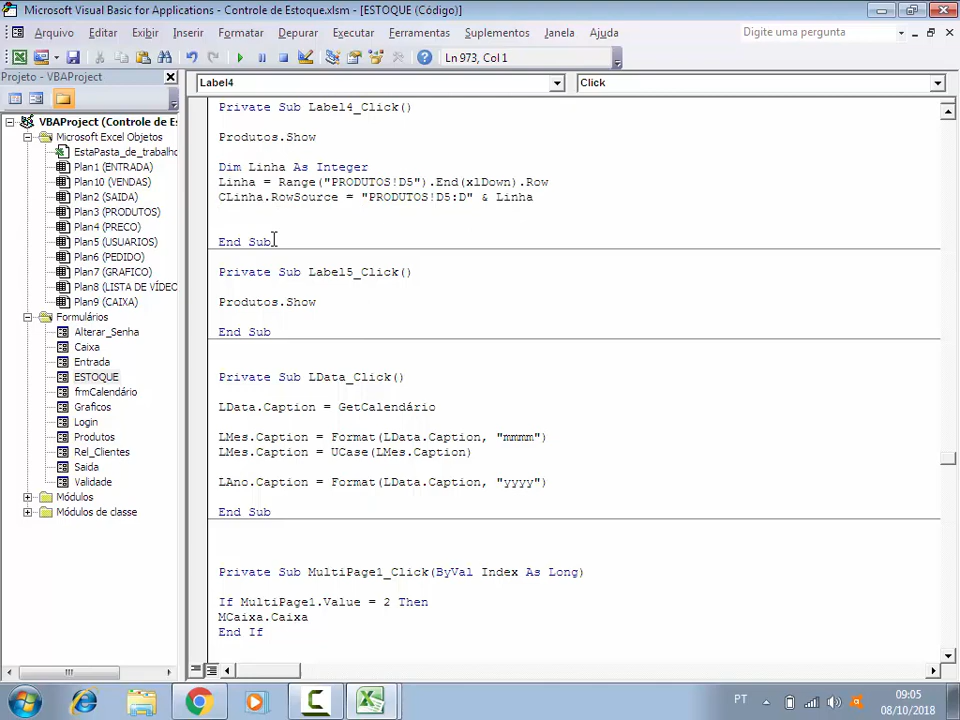 Microsoft Visual Basic for Applications - Controle de Estoque.xlsm - [ESTOQUE (Código)]
Arquivo Editar Exibir Inserir Formatar Depurar Executar Ferramentas Suplementos Janela Ajuda
Digite uma pergunta
Ln 973, Col 1
Projeto - VBAProject
Label4
Click
VBAProject (Controle de Es
Microsoft Excel Objetos
EstaPasta_de_trabalho
Plan1 (ENTRADA)
Plan10 (VENDAS)
Plan2 (SAIDA)
Plan3 (PRODUTOS)
Plan4 (PRECO)
Plan5 (USUARIOS)
Plan6 (PEDIDO)
Plan7 (GRAFICO)
Plan8 (LISTA DE VÍDEO
Plan9 (CAIXA)
Formulários
Alterar_Senha
Caixa
Entrada
ESTOQUE
frmCalendário
Graficos
Login
Produtos
Rel_Clientes
Saida
Validade
Módulos
Módulos de classe
Private Sub Label4_Click()
Produtos.Show
Dim Linha As Integer
Linha = Range("PRODUTOS!D5").End(xlDown).Row
CLinha.RowSource = "PRODUTOS!D5:D" & Linha
End Sub
Private Sub Label5_Click()
Produtos.Show
End Sub
Private Sub LData_Click()
LData.Caption = GetCalendário
LMes.Caption = Format(LData.Caption, "mmmm")
LMes.Caption = UCase(LMes.Caption)
LAno.Caption = Format(LData.Caption, "yyyy")
End Sub
Private Sub MultiPage1_Click(ByVal Index As Long)
If MultiPage1.Value = 2 Then
MCaixa.Caixa
End If
PT
09:05
08/10/2018